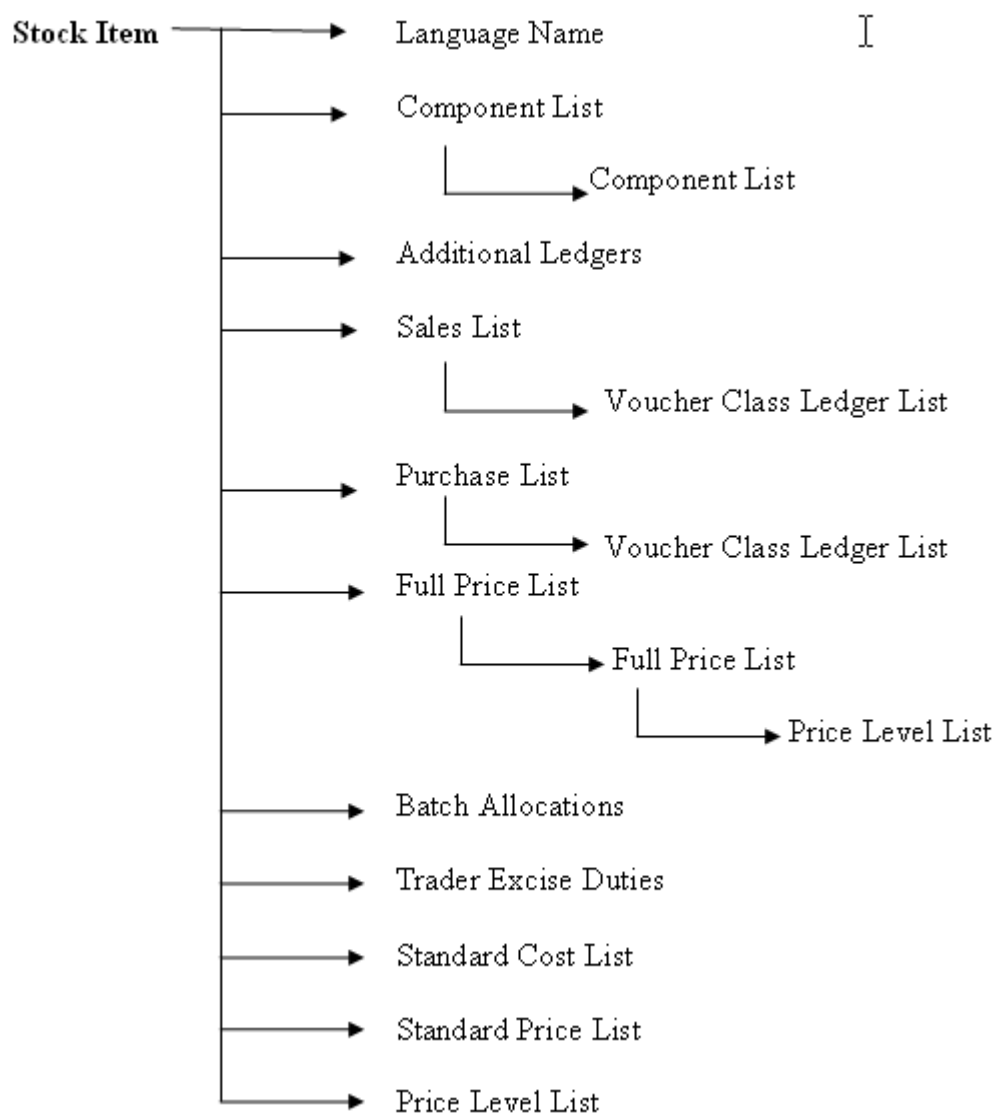 Stock Item
Language Name
Component List
Component List
Additional Ledgers
Sales List
Voucher Class Ledger List
Purchase List
Voucher Class Ledger List
Full Price List
Full Price List
Price Level List
Batch Allocations
Trader Excise Duties
Standard Cost List
Standard Price List
Price Level List